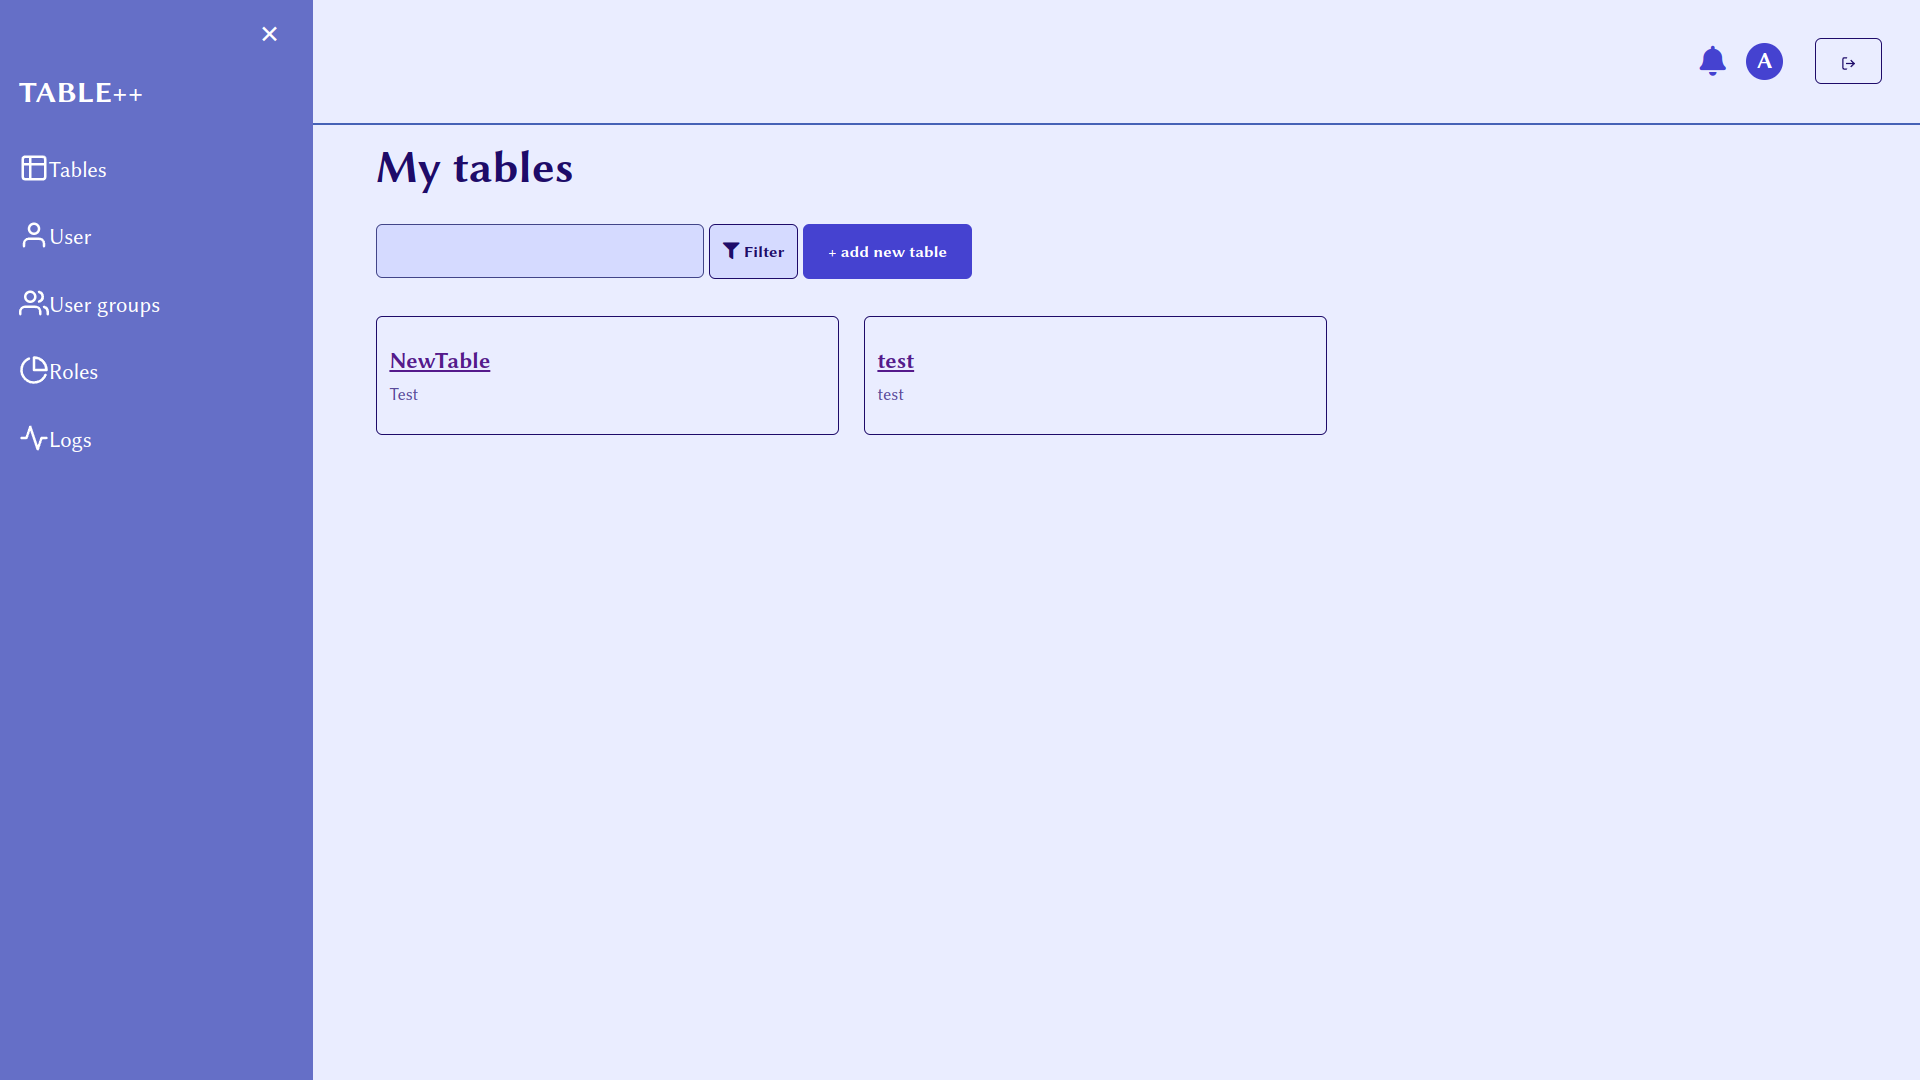 TABLE++
Tables
User
User groups
Roles
Logs
A
My tables
Filter
+ add new table
NewTable
Test
test
test